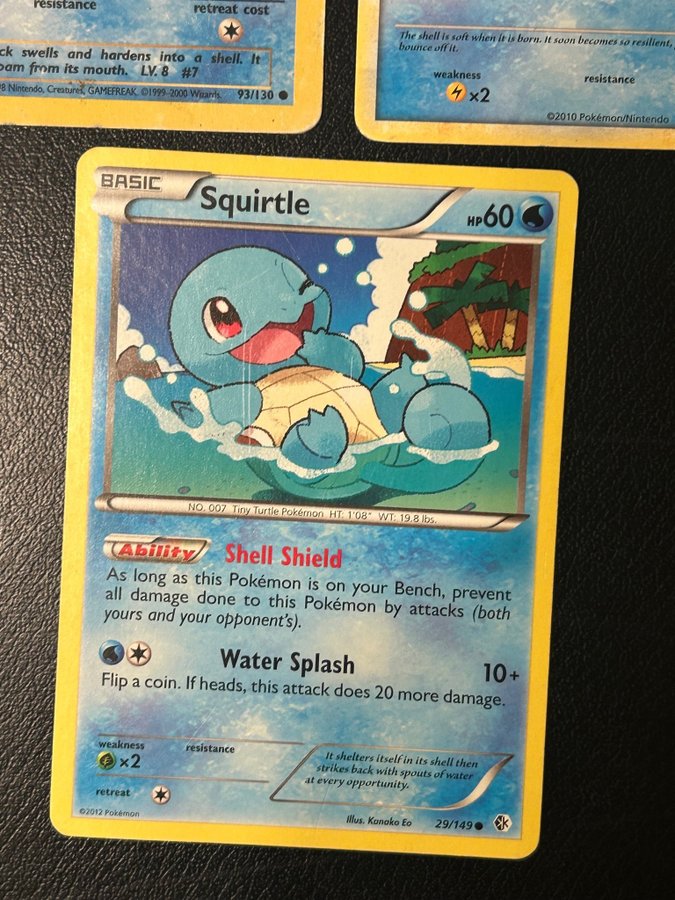 resistance
retreat cost
ck swells and hardens into a shell. It
oam from its mouth. LV. 8 #7
8 Nintendo, Creatures, GAMEFREAK. ©1999-2000 Wizards. 93/130
The shell is soft when it is born. It soon becomes so resilient,
bounce off it.
weakness
resistance
×2
©2010 Pokémon/Nintendo
BASIC
Squirtle
HP60
NO. 007 Tiny Turtle Pokémon HT: 1'08" WT: 19.8 lbs.
Ability Shell Shield
As long as this Pokémon is on your Bench, prevent
all damage done to this Pokémon by attacks (both
yours and your opponent's).
Water Splash 10+
Flip a coin. If heads, this attack does 20 more damage.
weakness
resistance
×2
retreat
It shelters itself in its shell then
strikes back with spouts of water
at every opportunity.
©2012 Pokémon
Illus. Kanako Eo
29/149